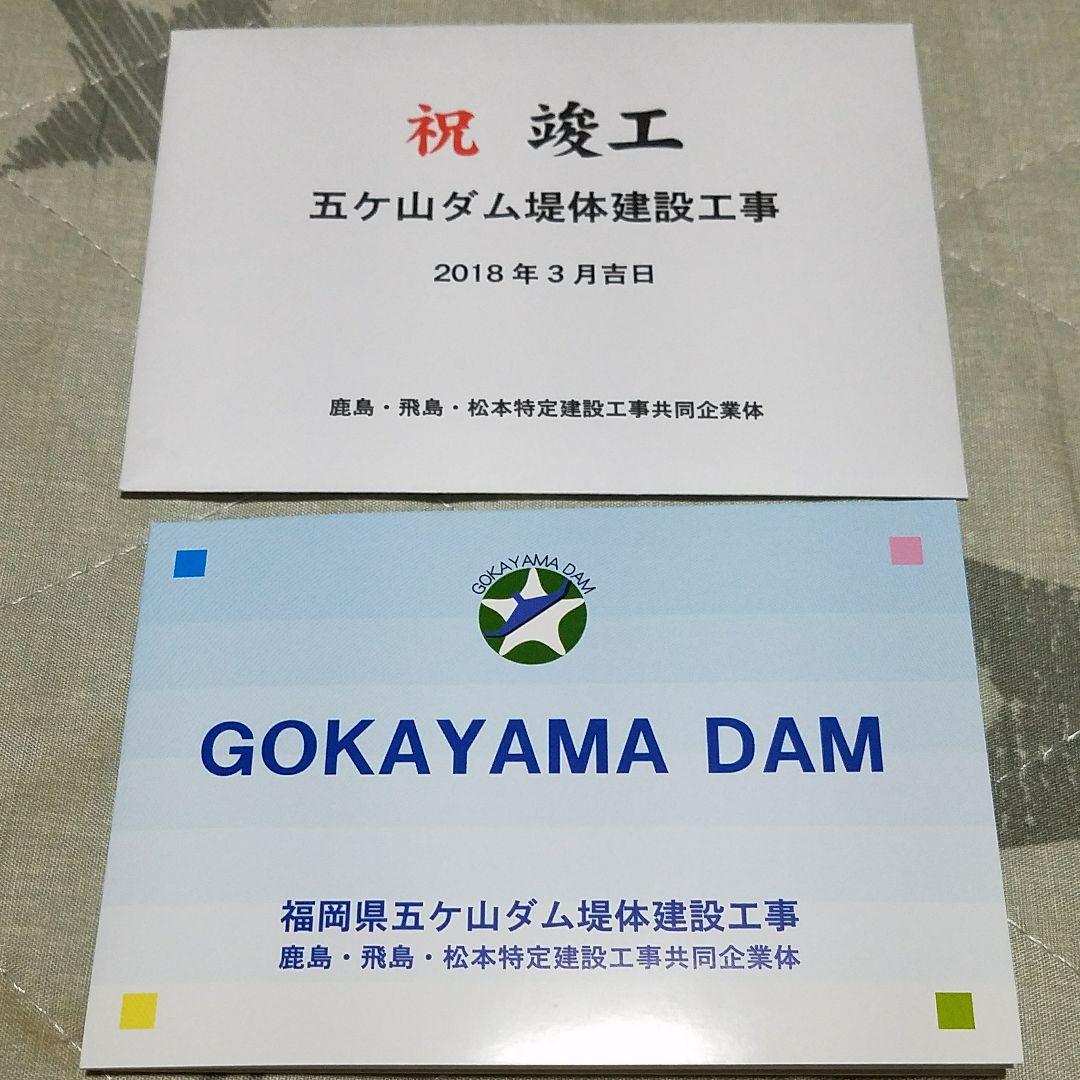 祝 竣工
五ケ山ダム堤体建設工事
2018年3月吉日
鹿島・飛島・松本特定建設工事共同企業体
GOKAYAMA DAM
GOKAYAMA DAM
福岡県五ケ山ダム堤体建設工事
鹿島・飛島・松本特定建設工事共同企業体